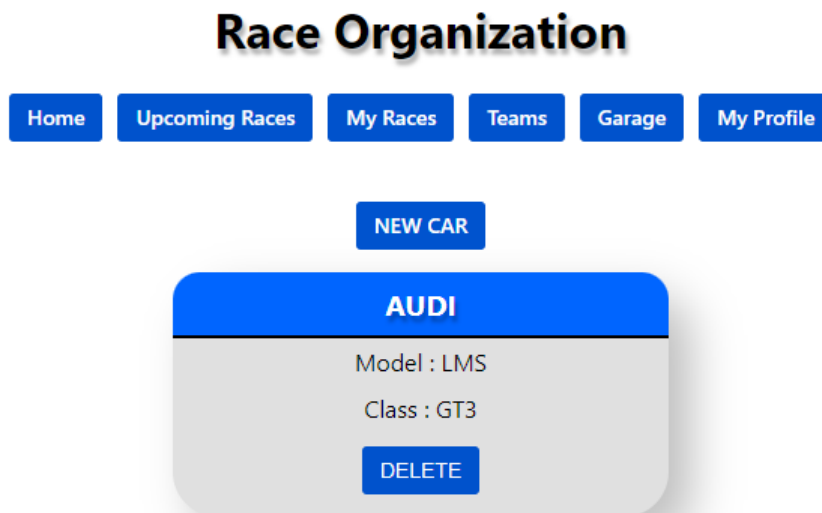 Race Organization
Home Upcoming Races My Races Teams Garage My Profile
NEW CAR
AUDI
Model : LMS
Class : GT3
DELETE